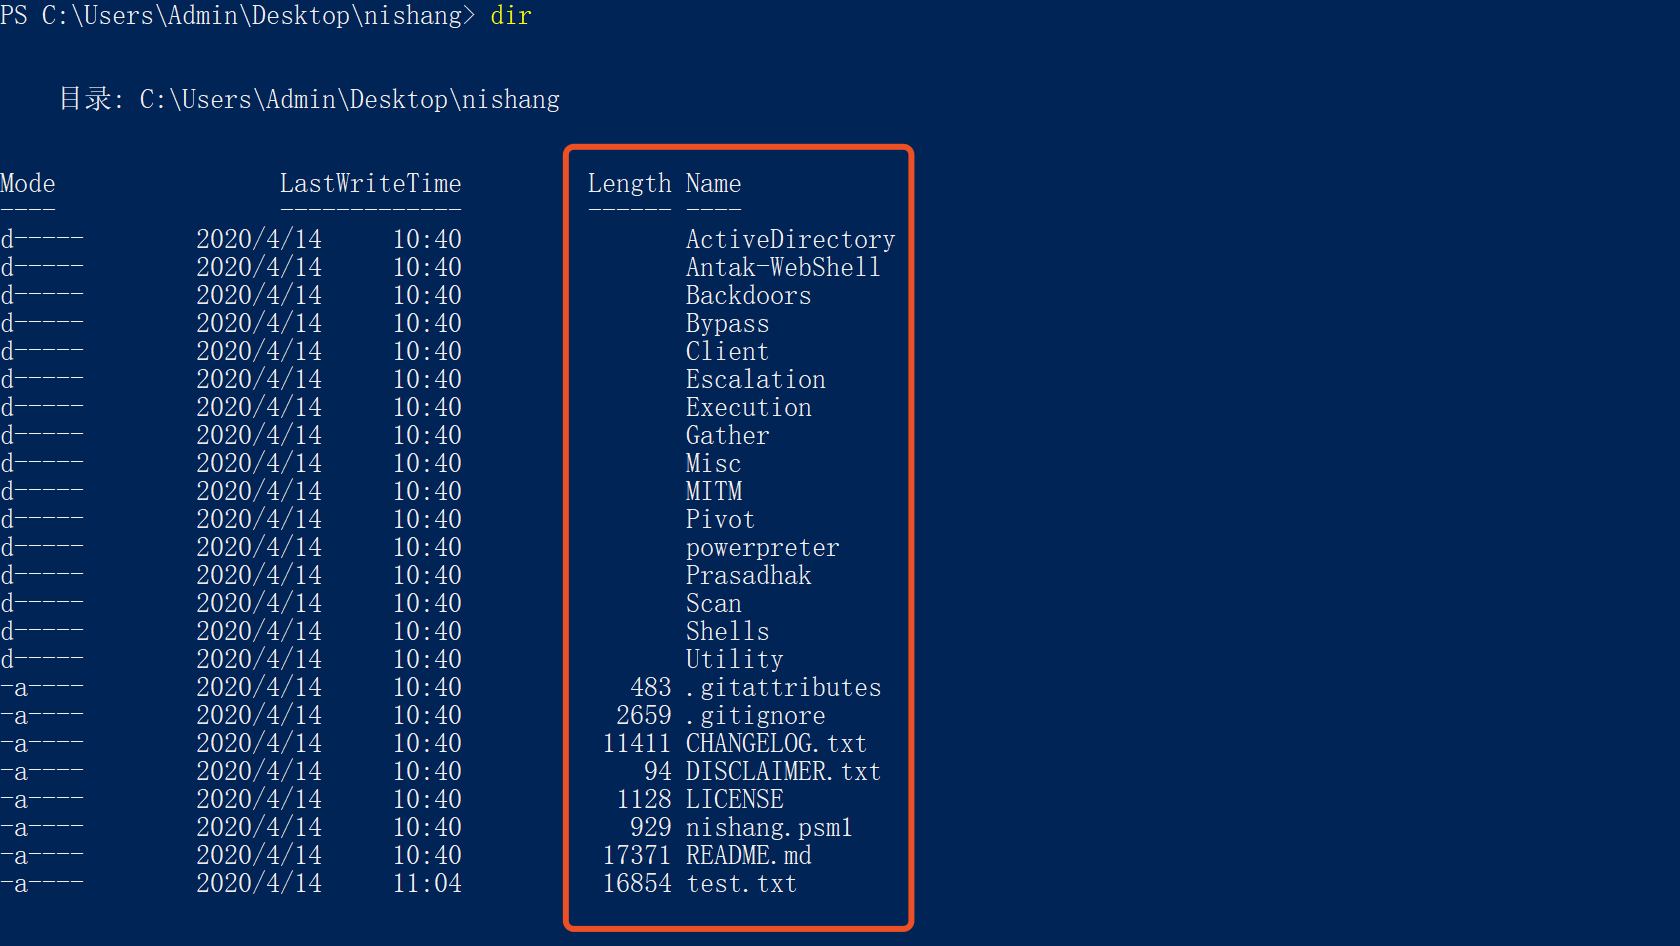 PS C:\Users\Admin\Desktop\nishang> dir
目录: C:\Users\Admin\Desktop\nishang
Mode LastWriteTime Length Name
---- ------------- ------ ----
d----- 2020/4/14 10:40 ActiveDirectory
d----- 2020/4/14 10:40 Antak-WebShell
d----- 2020/4/14 10:40 Backdoors
d----- 2020/4/14 10:40 Bypass
d----- 2020/4/14 10:40 Client
d----- 2020/4/14 10:40 Escalation
d----- 2020/4/14 10:40 Execution
d----- 2020/4/14 10:40 Gather
d----- 2020/4/14 10:40 Misc
d----- 2020/4/14 10:40 MITM
d----- 2020/4/14 10:40 Pivot
d----- 2020/4/14 10:40 powerpreter
d----- 2020/4/14 10:40 Prasadhak
d----- 2020/4/14 10:40 Scan
d----- 2020/4/14 10:40 Shells
d----- 2020/4/14 10:40 Utility
-a---- 2020/4/14 10:40 483 .gitattributes
-a---- 2020/4/14 10:40 2659 .gitignore
-a---- 2020/4/14 10:40 11411 CHANGELOG.txt
-a---- 2020/4/14 10:40 94 DISCLAIMER.txt
-a---- 2020/4/14 10:40 1128 LICENSE
-a---- 2020/4/14 10:40 929 nishang.psm1
-a---- 2020/4/14 10:40 17371 README.md
-a---- 2020/4/14 11:04 16854 test.txt